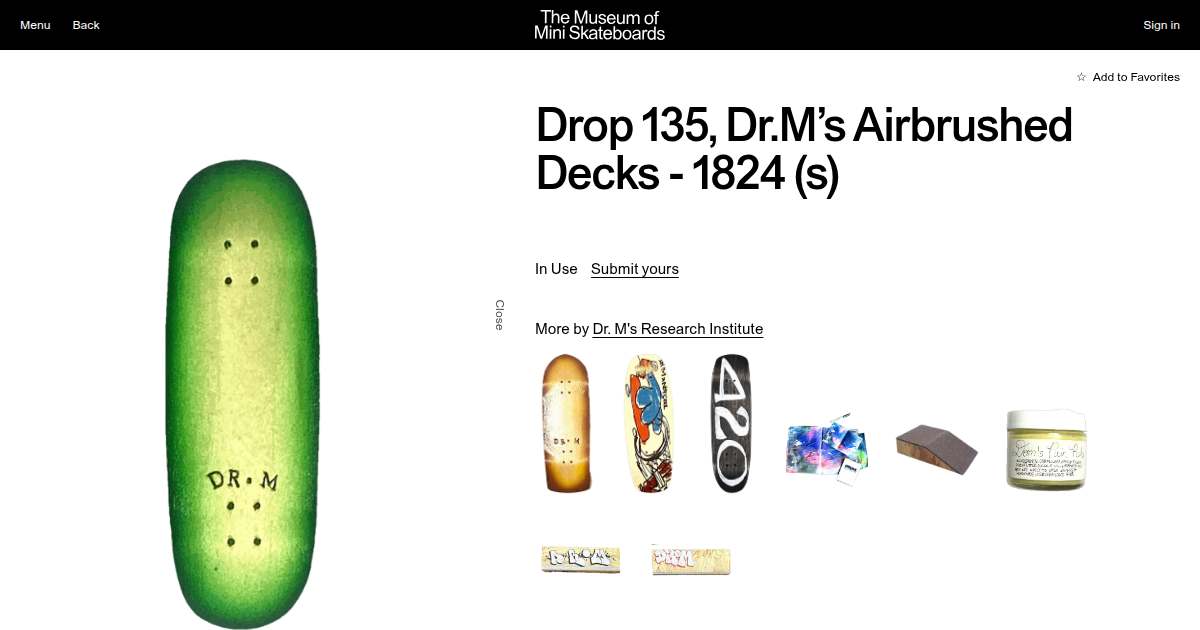 Menu
Back
The Museum of
Mini Skateboards
Sign in
☆ Add to Favorites
Drop 135, Dr.M’s Airbrushed
Decks - 1824 (s)
In Use
Submit yours
Close
More by Dr. M's Research Institute
DR. M
DR. M
420